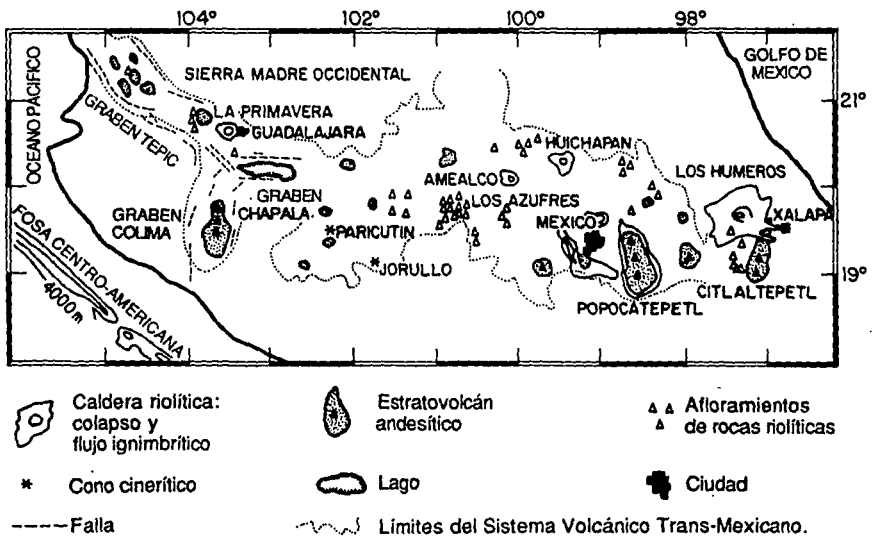 104° 102° 100° 98°
GOLFO DE
MEXICO
SIERRA MADRE OCCIDENTAL
OCEANO PACIFICO
21°
LA PRIMAVERA
GUADALAJARA
GRABEN TEPIC
HUICHAPAN
LOS HUMEROS
AMEALCO
GRABEN
CHAPALA
LOS AZUFRES
GRABEN
COLIMA
MEXICO
XALAPA
PARICUTIN
FOSA CENTRO-AMERICANA
JORULLO
19°
4000 m
CITLALTEPETL
POPOCATEPETL
Caldera riolítica:
colapso y
flujo ignimbrítico
Estratovolcán
andesítico
Afloramientos
de rocas riolíticas
Cono cinerítico
Lago
Ciudad
Falla
Límites del Sistema Volcánico Trans-Mexicano.